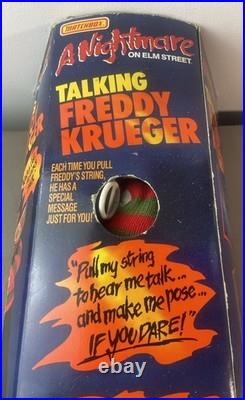 MATCHBOX
A Nightmare
ON ELM STREET
TALKING
FREDDY
KRUEGER
EACH TIME YOU PULL
FREDDY'S STRING,
HE HAS A
SPECIAL
MESSAGE
JUST FOR YOU!
"Pull my string
to hear me talk...
and make me pose...
IF YOU DARE!"